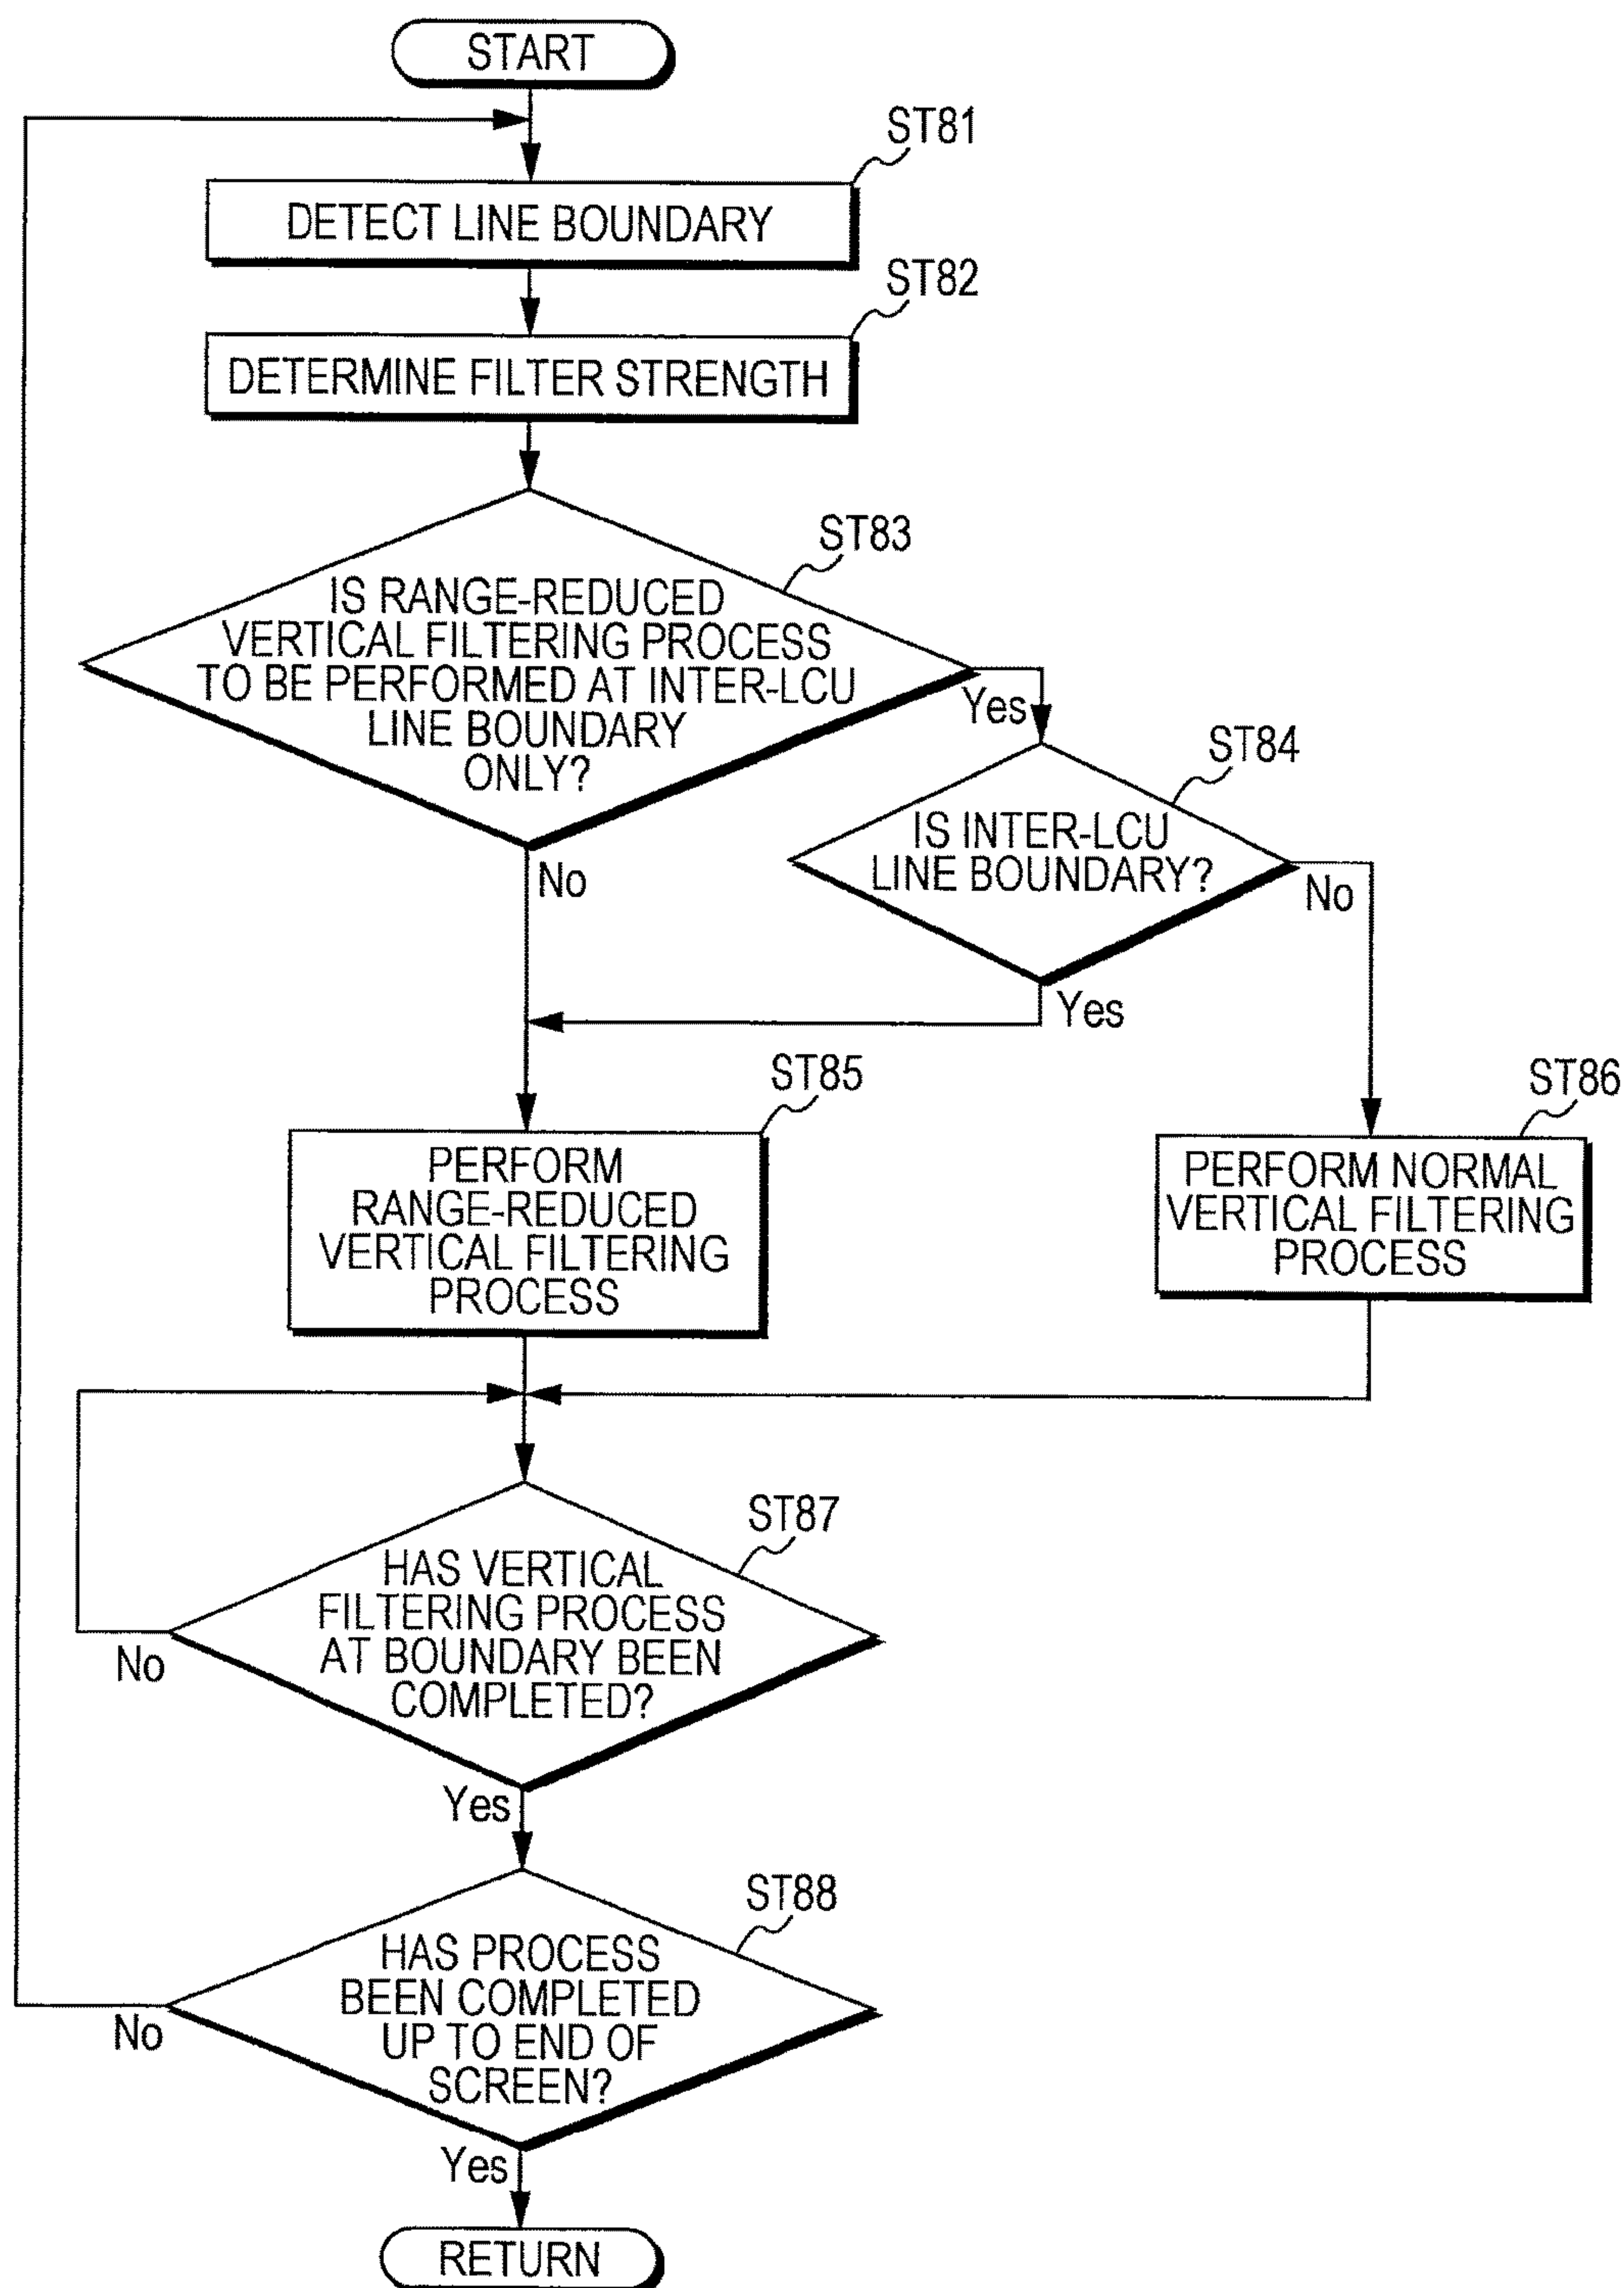 START
ST81
DETECT LINE BOUNDARY
ST82
DETERMINE FILTER STRENGTH
ST83
IS RANGE-REDUCED
VERTICAL FILTERING PROCESS
TO BE PERFORMED AT INTER-LCU
LINE BOUNDARY
ONLY?
Yes
No
ST84
IS INTER-LCU
LINE BOUNDARY?
No
Yes
ST85
PERFORM
RANGE-REDUCED
VERTICAL FILTERING
PROCESS
ST86
PERFORM NORMAL
VERTICAL FILTERING
PROCESS
ST87
HAS VERTICAL
FILTERING PROCESS
AT BOUNDARY BEEN
COMPLETED?
No
Yes
ST88
HAS PROCESS
BEEN COMPLETED
UP TO END OF
SCREEN?
No
Yes
RETURN